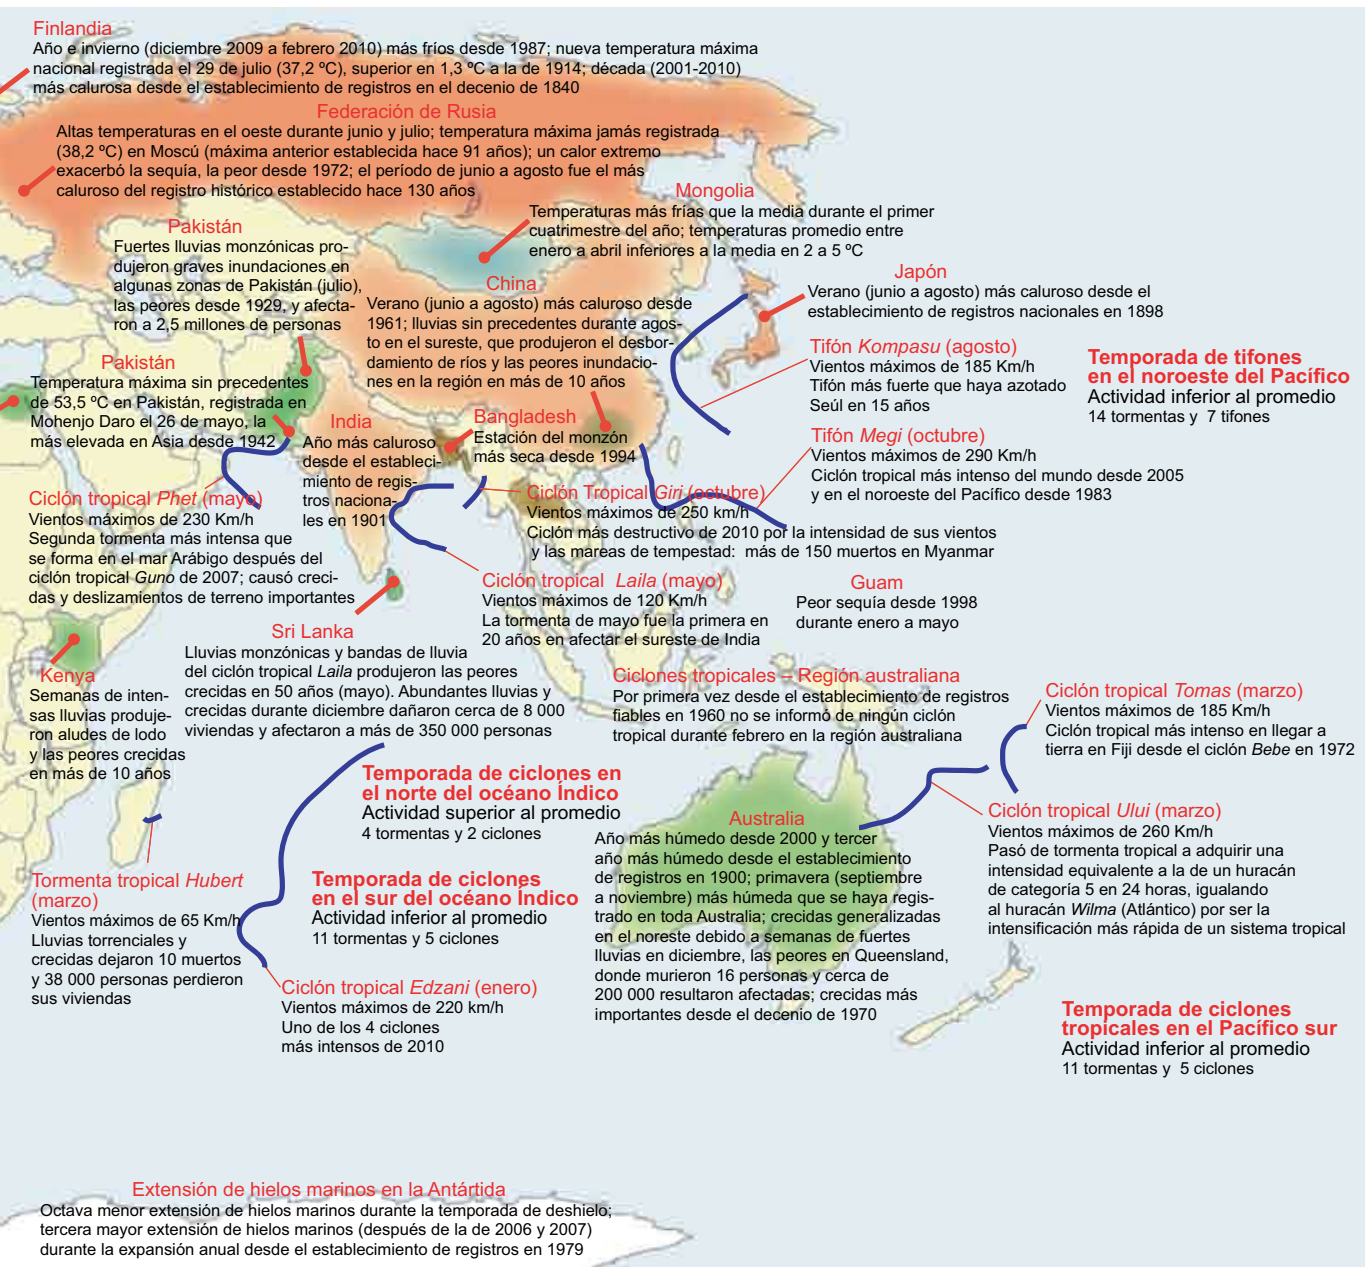 Finlandia
Año e invierno (diciembre 2009 a febrero 2010) más fríos desde 1987; nueva temperatura máxima
nacional registrada el 29 de julio (37,2 ºC), superior en 1,3 ºC a la de 1914; década (2001-2010)
más calurosa desde el establecimiento de registros en el decenio de 1840
Federación de Rusia
Altas temperaturas en el oeste durante junio y julio; temperatura máxima jamás registrada
(38,2 ºC) en Moscú (máxima anterior establecida hace 91 años); un calor extremo
exacerbó la sequía, la peor desde 1972; el período de junio a agosto fue el más
caluroso del registro histórico establecido hace 130 años
Mongolia
Temperaturas más frías que la media durante el primer
cuatrimestre del año; temperaturas promedio entre
enero a abril inferiores a la media en 2 a 5 ºC
Pakistán
Fuertes lluvias monzónicas pro-
dujeron graves inundaciones en
algunas zonas de Pakistán (julio),
las peores desde 1929, y afecta-
ron a 2,5 millones de personas
China
Verano (junio a agosto) más caluroso desde
1961; lluvias sin precedentes durante agos-
to en el sureste, que produjeron el desbor-
damiento de ríos y las peores inundacio-
nes en la región en más de 10 años
Japón
Verano (junio a agosto) más caluroso desde el
establecimiento de registros nacionales en 1898
Tifón Kompasu (agosto)
Vientos máximos de 185 Km/h
Tifón más fuerte que haya azotado
Seúl en 15 años
Temporada de tifones
en el noroeste del Pacífico
Actividad inferior al promedio
14 tormentas y 7 tifones
Pakistán
Temperatura máxima sin precedentes
de 53,5 ºC en Pakistán, registrada en
Mohenjo Daro el 26 de mayo, la
más elevada en Asia desde 1942
India
Año más caluroso
desde el estableci-
miento de regis-
tros naciona-
les en 1901
Bangladesh
Estación del monzón
más seca desde 1994
Tifón Megi (octubre)
Vientos máximos de 290 Km/h
Ciclón tropical más intenso del mundo desde 2005
y en el noroeste del Pacífico desde 1983
Ciclón tropical Phet (mayo)
Vientos máximos de 230 Km/h
Segunda tormenta más intensa que
se forma en el mar Arábigo después del
ciclón tropical Guno de 2007; causó creci-
das y deslizamientos de terreno importantes
Ciclón Tropical Giri (octubre)
Vientos máximos de 250 km/h
Ciclón más destructivo de 2010 por la intensidad de sus vientos
y las mareas de tempestad: más de 150 muertos en Myanmar
Ciclón tropical Laila (mayo)
Vientos máximos de 120 Km/h
La tormenta de mayo fue la primera en
20 años en afectar el sureste de India
Guam
Peor sequía desde 1998
durante enero a mayo
Sri Lanka
Lluvias monzónicas y bandas de lluvia
del ciclón tropical Laila produjeron las peores
crecidas en 50 años (mayo). Abundantes lluvias y
crecidas durante diciembre dañaron cerca de 8 000
viviendas y afectaron a más de 350 000 personas
Kenya
Semanas de inten-
sas lluvias produje-
ron aludes de lodo
y las peores crecidas
en más de 10 años
Ciclones tropicales – Región australiana
Por primera vez desde el establecimiento de registros
fiables en 1960 no se informó de ningún ciclón
tropical durante febrero en la región australiana
Ciclón tropical Tomas (marzo)
Vientos máximos de 185 Km/h
Ciclón tropical más intenso en llegar a
tierra en Fiji desde el ciclón Bebe en 1972
Temporada de ciclones en
el norte del océano Índico
Actividad superior al promedio
4 tormentas y 2 ciclones
Australia
Año más húmedo desde 2000 y tercer
año más húmedo desde el establecimiento
de registros en 1900; primavera (septiembre
a noviembre) más húmeda que se haya regis-
trado en toda Australia; crecidas generalizadas
en el noreste debido a semanas de fuertes
lluvias en diciembre, las peores en Queensland,
donde murieron 16 personas y cerca de
200 000 resultaron afectadas; crecidas más
importantes desde el decenio de 1970
Ciclón tropical Ului (marzo)
Vientos máximos de 260 Km/h
Pasó de tormenta tropical a adquirir una
intensidad equivalente a la de un huracán
de categoría 5 en 24 horas, igualando
al huracán Wilma (Atlántico) por ser la
intensificación más rápida de un sistema tropical
Tormenta tropical Hubert
(marzo)
Vientos máximos de 65 Km/h
Lluvias torrenciales y
crecidas dejaron 10 muertos
y 38 000 personas perdieron
sus viviendas
Temporada de ciclones
en el sur del océano Índico
Actividad inferior al promedio
11 tormentas y 5 ciclones
Ciclón tropical Edzani (enero)
Vientos máximos de 220 km/h
Uno de los 4 ciclones
más intensos de 2010
Temporada de ciclones
tropicales en el Pacífico sur
Actividad inferior al promedio
11 tormentas y 5 ciclones
Extensión de hielos marinos en la Antártida
Octava menor extensión de hielos marinos durante la temporada de deshielo;
tercera mayor extensión de hielos marinos (después de la de 2006 y 2007)
durante la expansión anual desde el establecimiento de registros en 1979